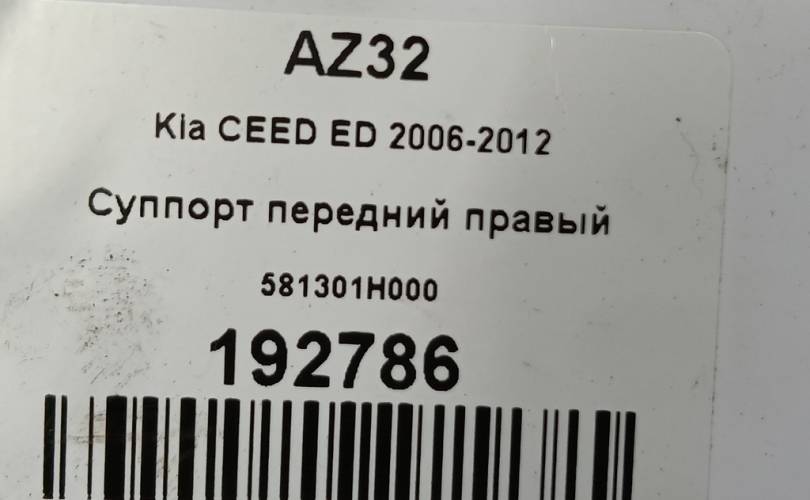 AZ32
Kia CEED ED 2006-2012
Суппорт передний правый
581301H000
192786